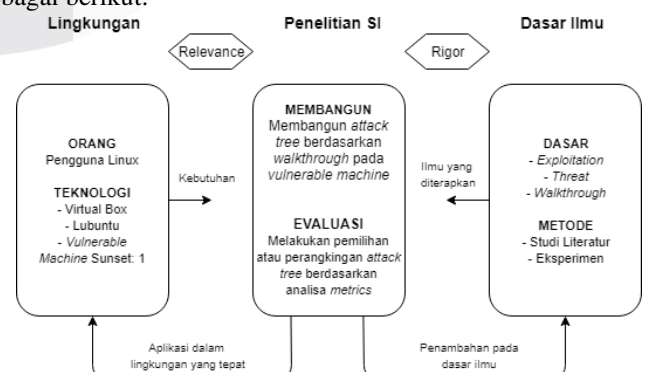 bagai berikut:
Lingkungan
Penelitian SI
Dasar Ilmu
Relevance
Rigor
ORANG
Pengguna Linux
TEKNOLOGI
- Virtual Box
- Lubuntu
- Vulnerable
Machine Sunset: 1
Kebutuhan
MEMBANGUN
Membangun attack
tree berdasarkan
walkthrough pada
vulnerable machine
EVALUASI
Melakukan pemilihan
atau perangkingan attack
tree berdasarkan
analisa metrics
Ilmu yang
diterapkan
DASAR
- Exploitation
- Threat
- Walkthrough
METODE
- Studi Literatur
- Eksperimen
Aplikasi dalam
lingkungan yang tepat
Penambahan pada
dasar ilmu